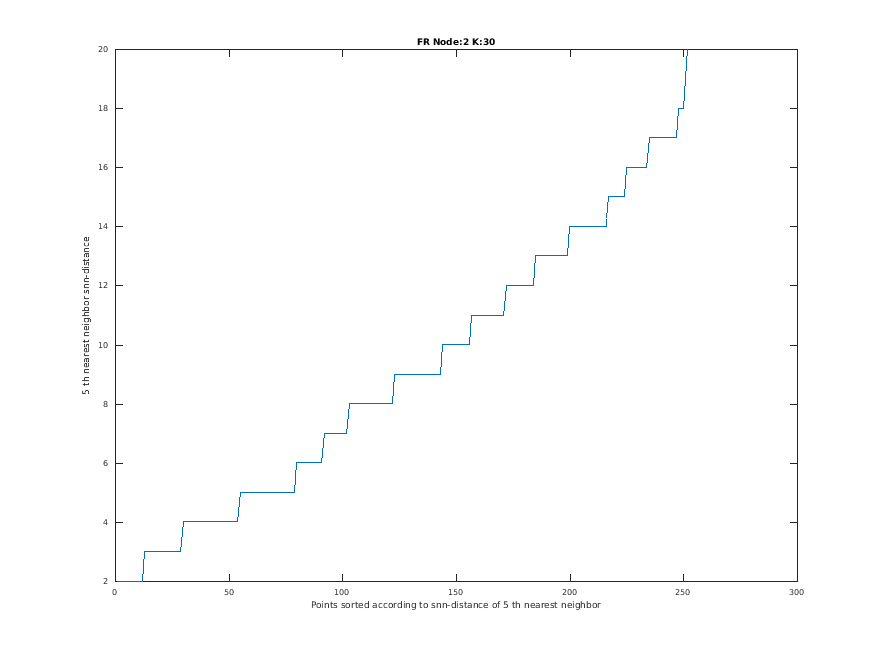 FR Node:2 K:30
20
18
16
14
12
10
8
6
4
2
5 th nearest neighbor snn-distance
0 50 100 150 200 250 300
Points sorted according to snn-distance of 5 th nearest neighbor